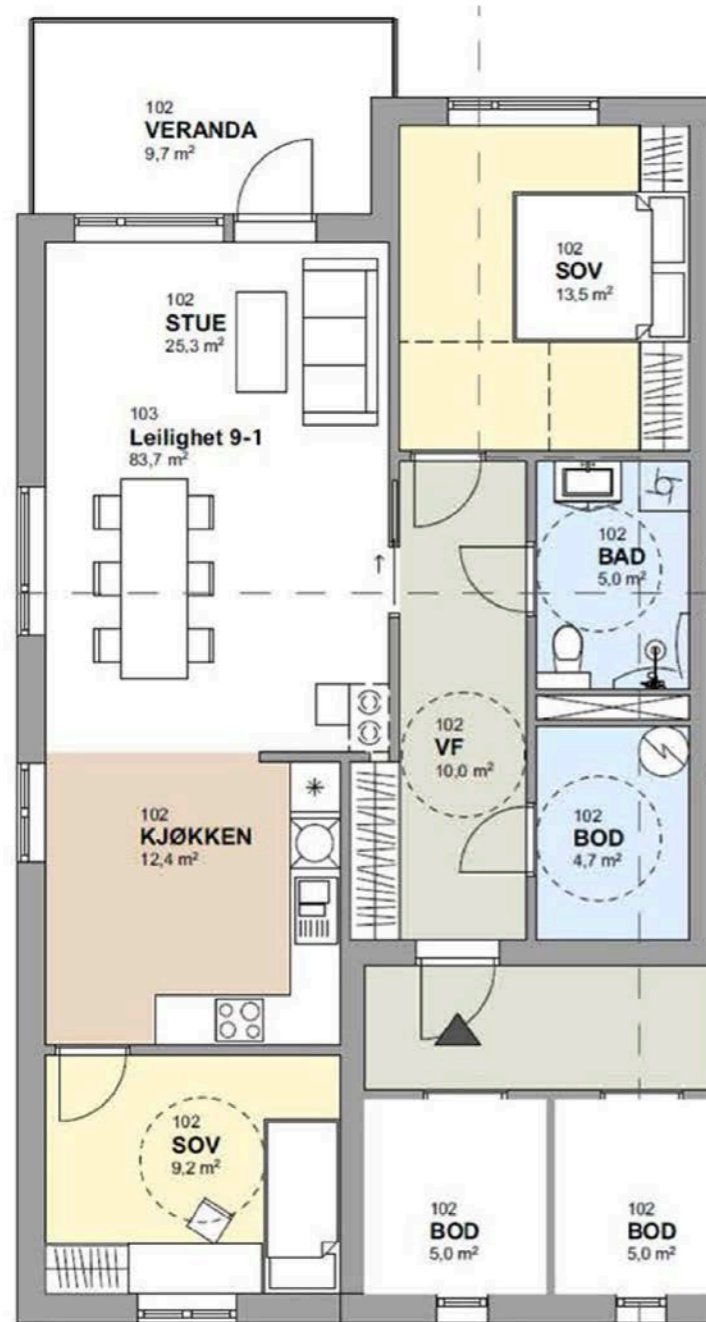 102
VERANDA
9,7 m²
102
SOV
13,5 m²
102
STUE
25,3 m²
103
Leilighet 9-1
83,7 m²
102
BAD
5,0 m²
102
VF
10,0 m²
102
KJØKKEN
12,4 m²
102
BOD
4,7 m²
102
SOV
9,2 m²
102
BOD
5,0 m²
102
BOD
5,0 m²